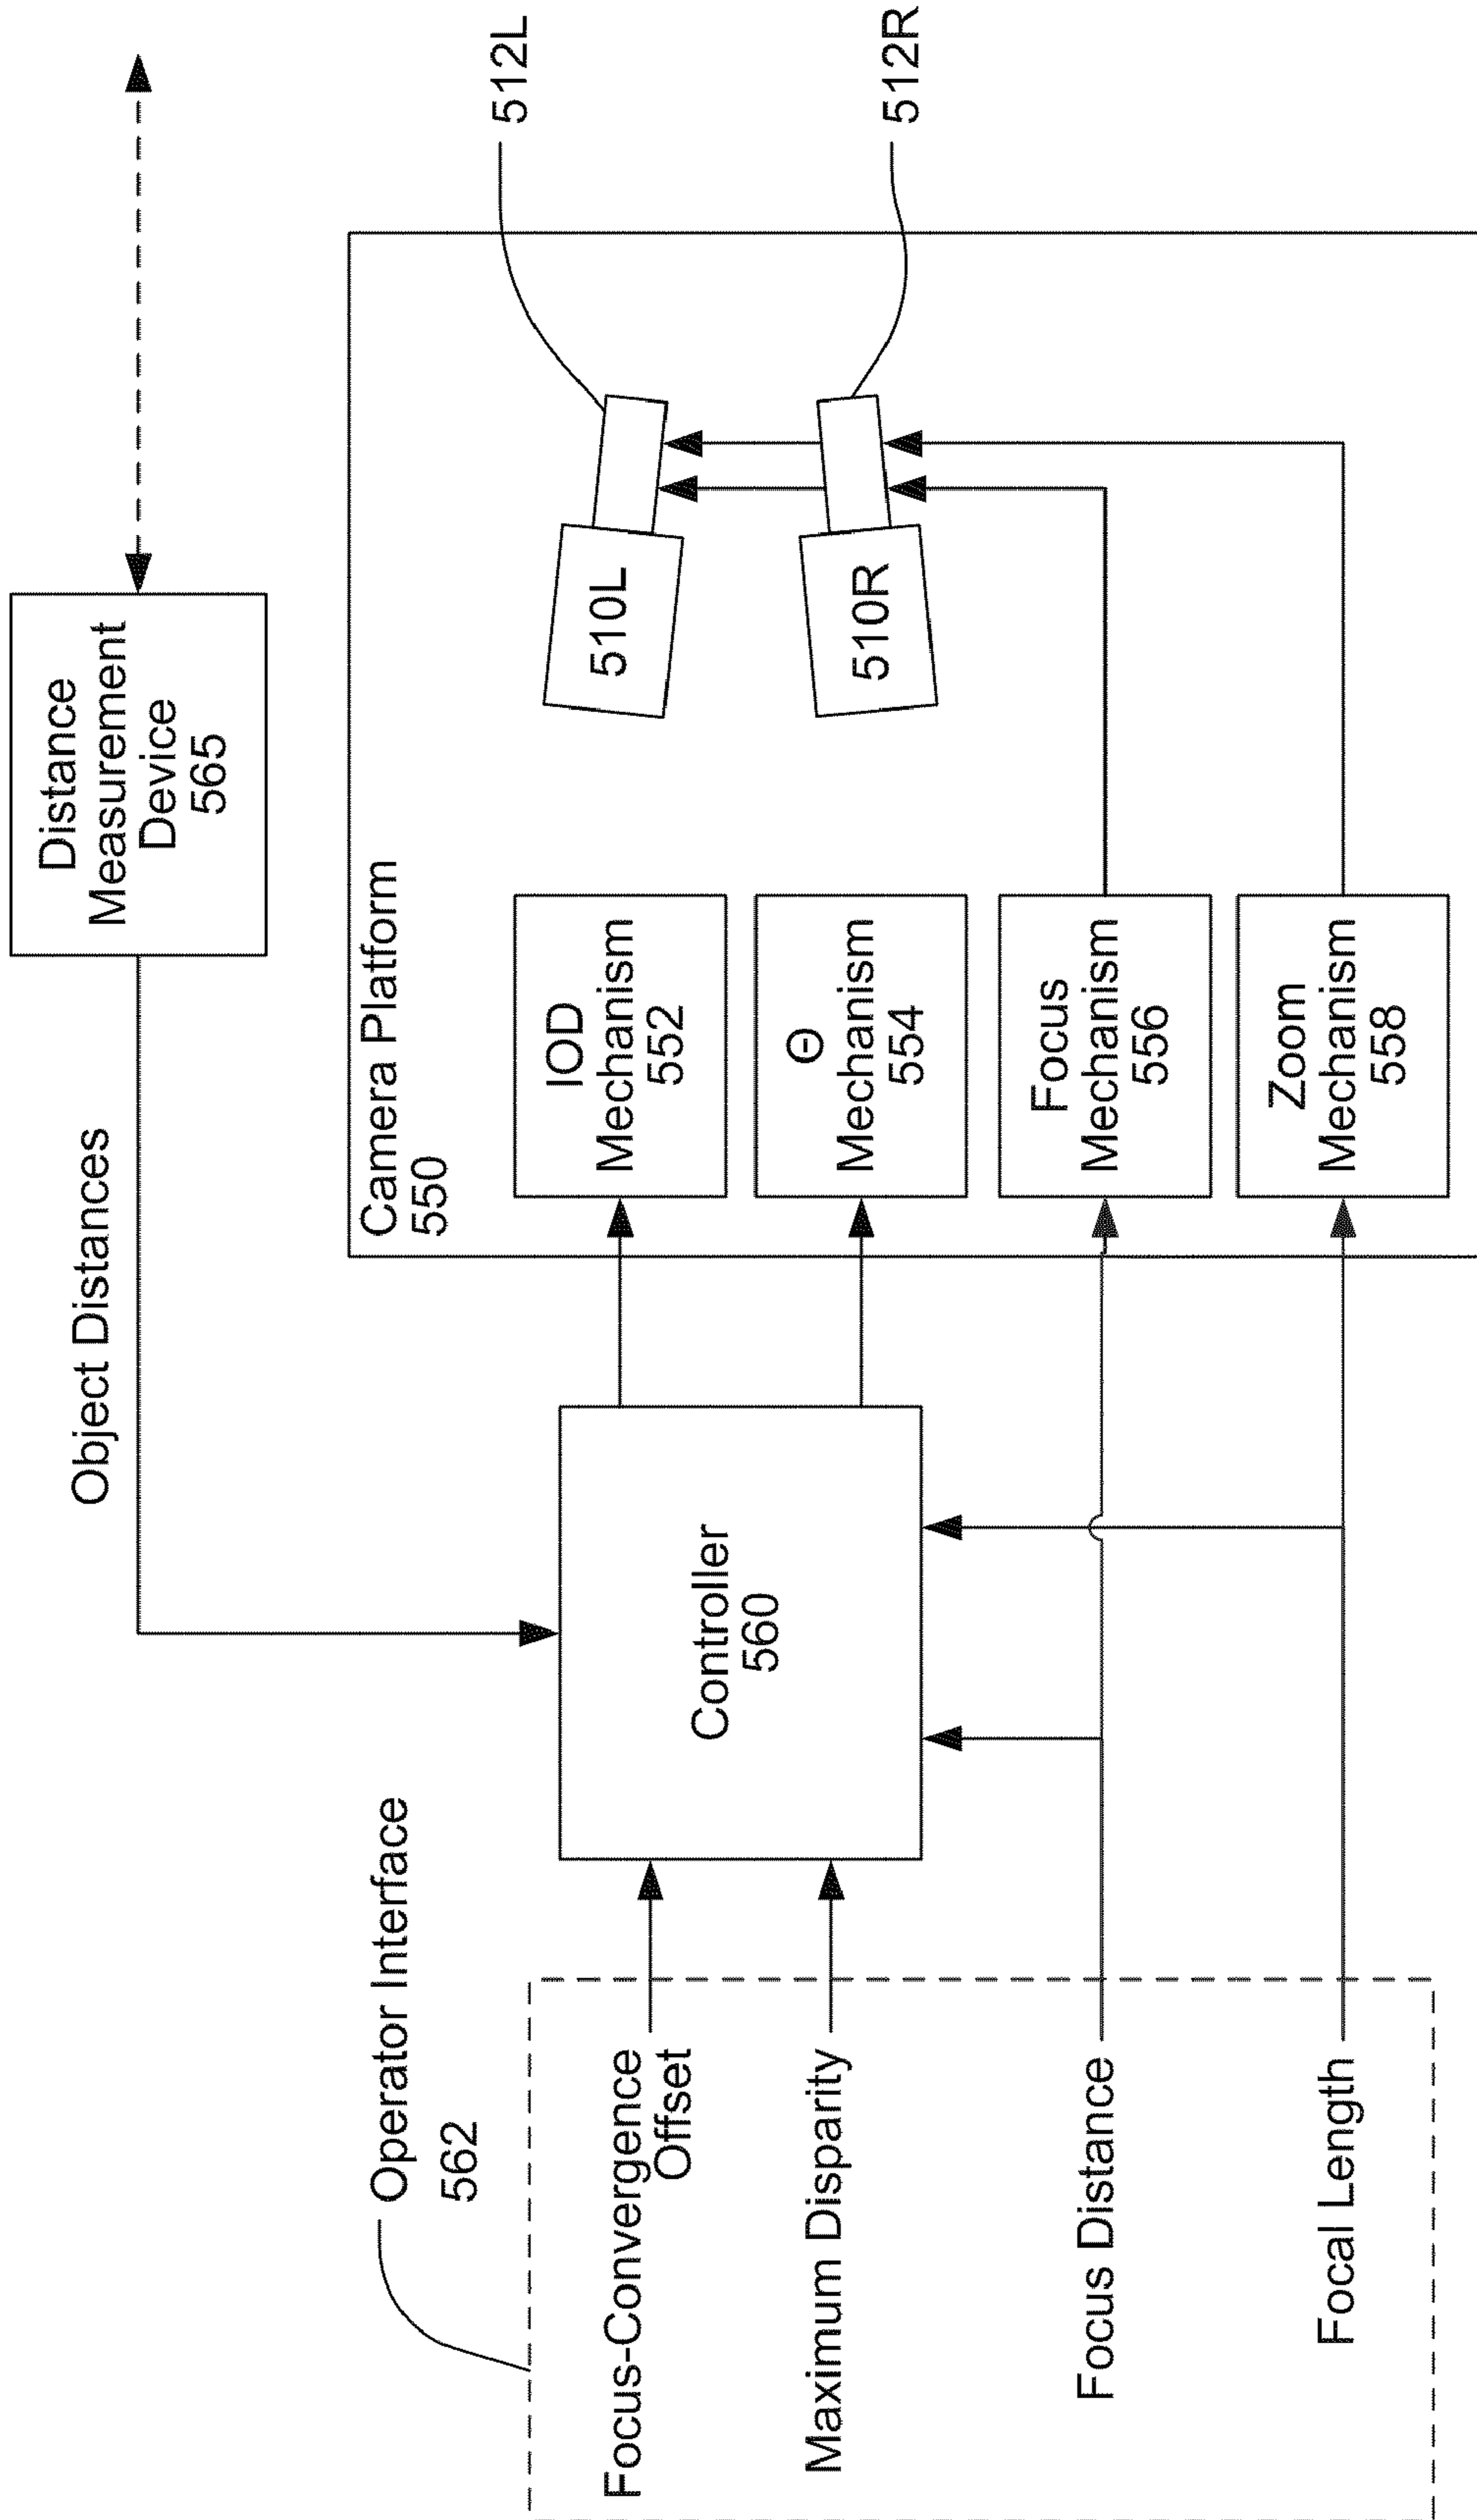 Distance
Measurement
Device
565
Object Distances
Operator Interface
562
Camera Platform
550
512L
512R
Focus-Convergence
Offset
Maximum Disparity
Focus Distance
Focal Length
Controller
560
IOD
Mechanism
552
Θ
Mechanism
554
Focus
Mechanism
556
Zoom
Mechanism
558
510L
510R